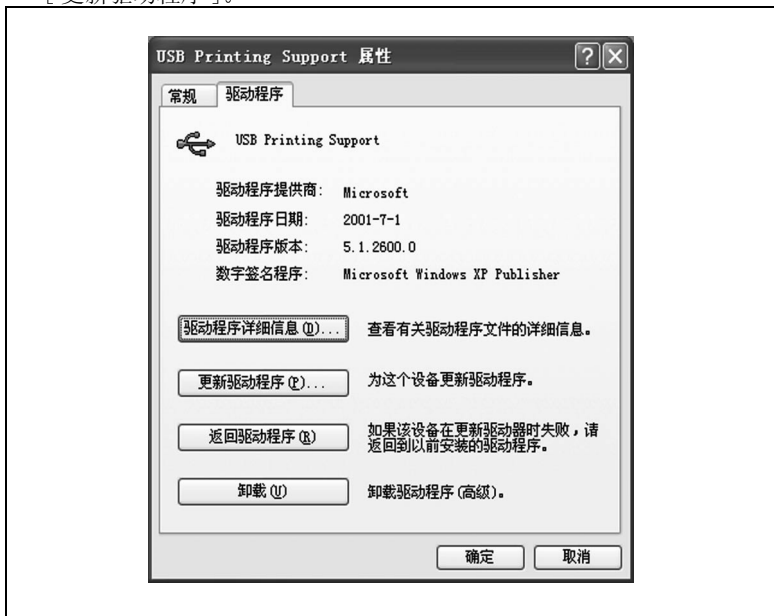 [ 更新驱动程序 ]。
USB Printing Support 属性
常规 驱动程序
USB Printing Support
驱动程序提供商: Microsoft
驱动程序日期: 2001-7-1
驱动程序版本: 5.1.2600.0
数字签名程序: Microsoft Windows XP Publisher
驱动程序详细信息(D)... 查看有关驱动程序文件的详细信息。
更新驱动程序(P)... 为这个设备更新驱动程序。
返回驱动程序(R) 如果该设备在更新驱动器时失败,请
返回到以前安装的驱动程序。
卸载(U) 卸载驱动程序(高级)。
确定 取消